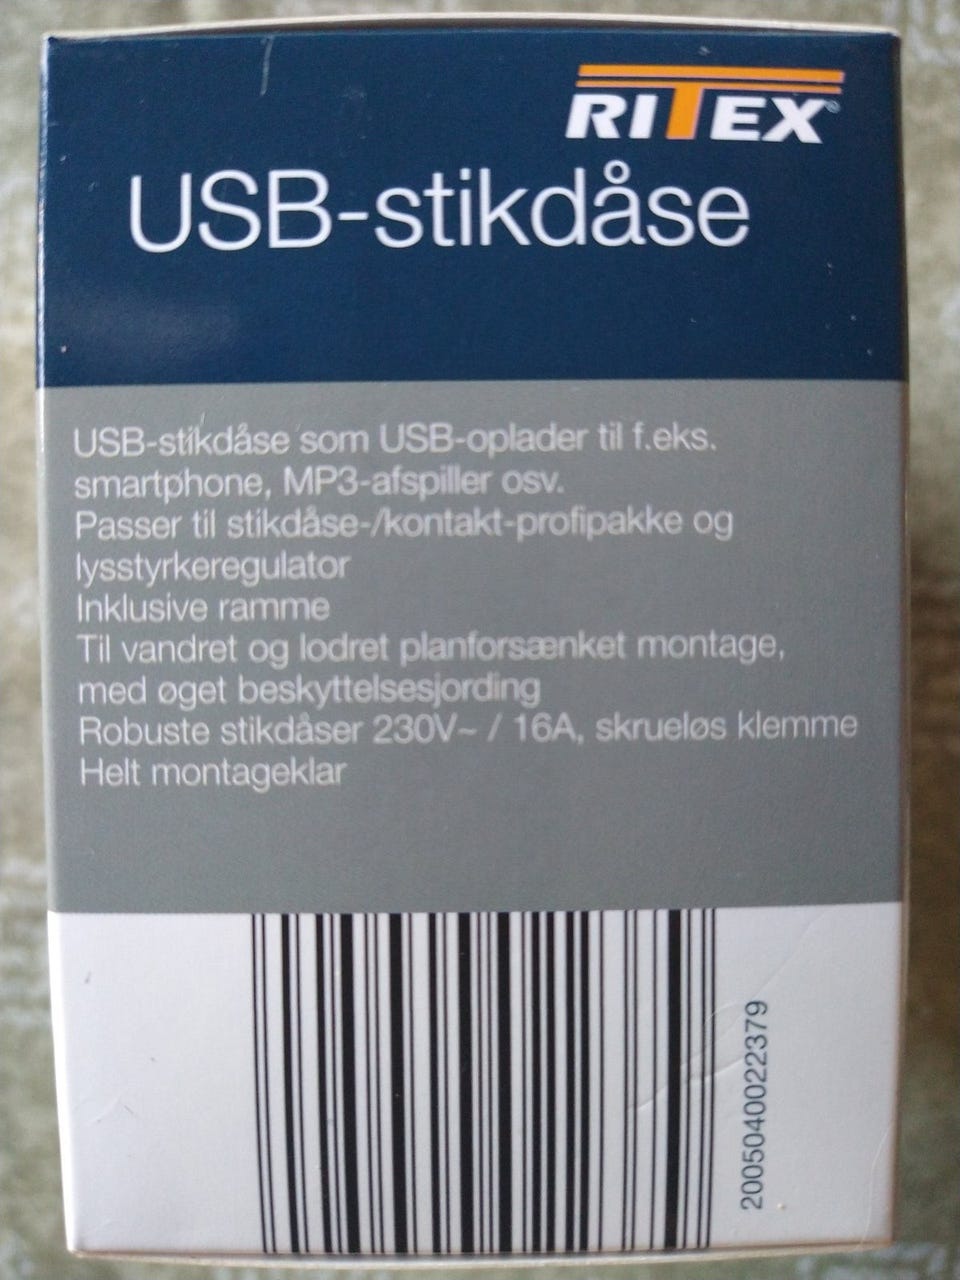 RITEX®
USB-stikdåse
USB-stikdåse som USB-oplader til f.eks.
smartphone, MP3-afspiller osv.
Passer til stikdåse-/kontakt-profipakke og
lysstyrkeregulator
Inklusive ramme
Til vandret og lodret planforsænket montage,
med øget beskyttelsesjording
Robuste stikdåser 230V~ / 16A, skrueløs klemme
Helt montageklar
2005040022379